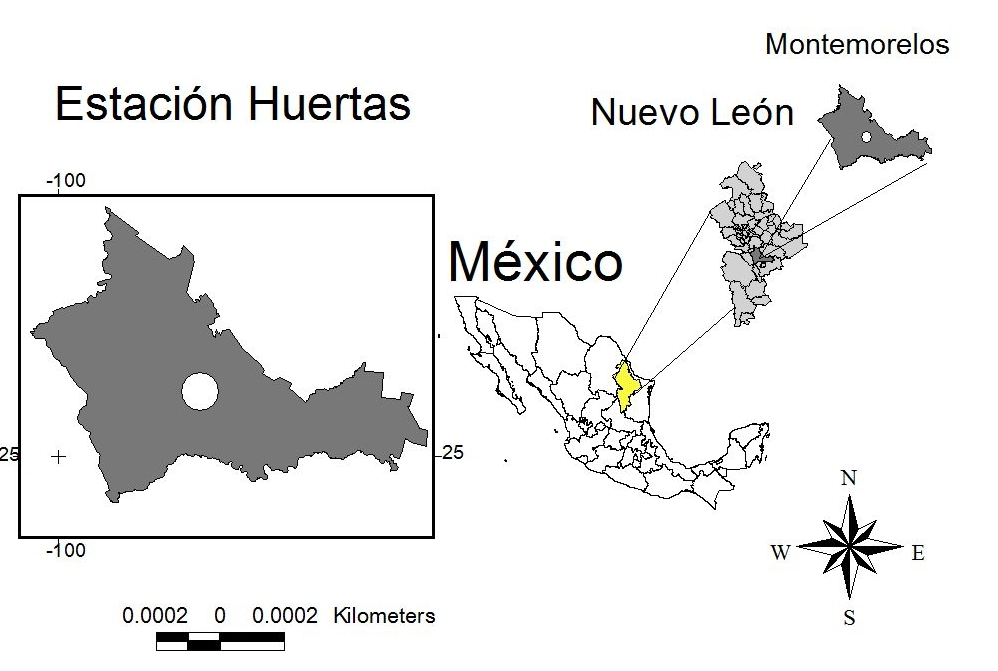 Montemorelos
Estación Huertas
Nuevo León
-100
México
25
25
-100
N
W
E
S
0.0002 0 0.0002 Kilometers